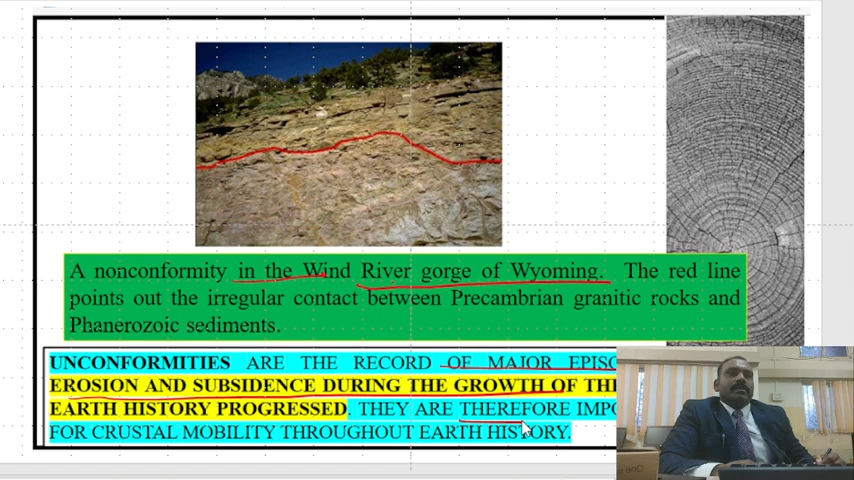 A nonconformity in the Wind River gorge of Wyoming. The red line
points out the irregular contact between Precambrian granitic rocks and
Phanerozoic sediments.
UNCONFORMITIES ARE THE RECORD OF MAJOR
EROSION AND SUBSIDENCE DURING THE GROWTH OF
EARTH HISTORY PROGRESSED. THEY ARE THEREFORE
FOR CRUSTAL MOBILITY THROUGHOUT EARTH HISTORY.